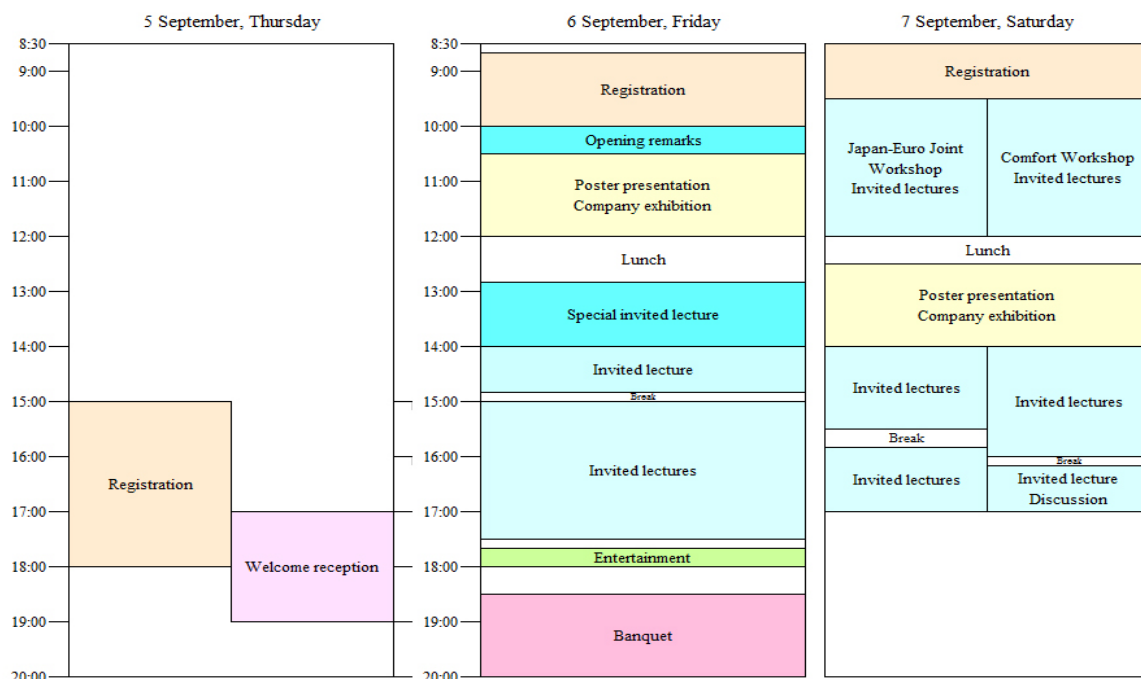 5 September, Thursday
6 September, Friday
7 September, Saturday
8:30
9:00
10:00
11:00
12:00
13:00
14:00
15:00
16:00
17:00
18:00
19:00
20:00
Registration
Welcome reception
8:30
9:00
10:00
11:00
12:00
13:00
14:00
15:00
16:00
17:00
18:00
19:00
20:00
Registration
Opening remarks
Poster presentation
Company exhibition
Lunch
Special invited lecture
Invited lecture
Break
Invited lectures
Entertainment
Banquet
Registration
Japan-Euro Joint
Workshop
Invited lectures
Comfort Workshop
Invited lectures
Lunch
Poster presentation
Company exhibition
Invited lectures
Break
Invited lectures
Invited lectures
Break
Invited lecture
Discussion